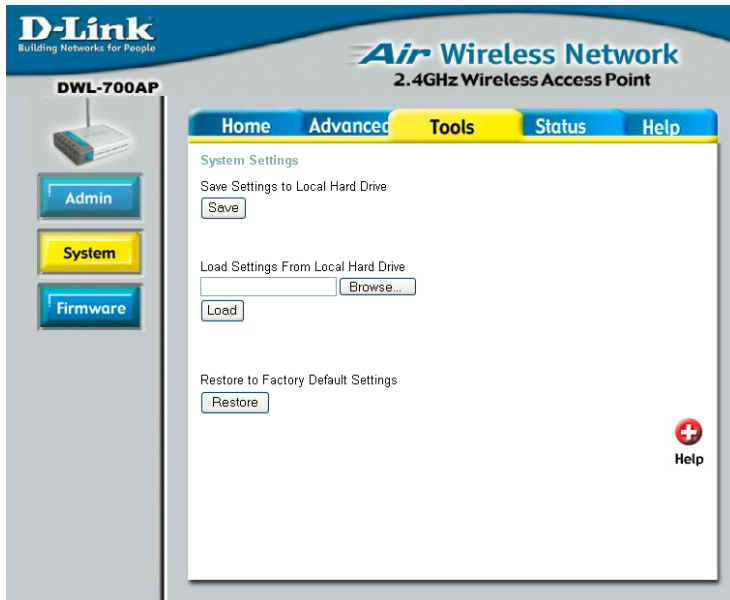 D-Link
Building Networks for People
Air Wireless Network
2.4GHz Wireless Access Point
DWL-700AP
Home Advanced Tools Status Help
System Settings
Save Settings to Local Hard Drive
Save
Load Settings From Local Hard Drive
Browse...
Load
Restore to Factory Default Settings
Restore
Admin
System
Firmware
Help